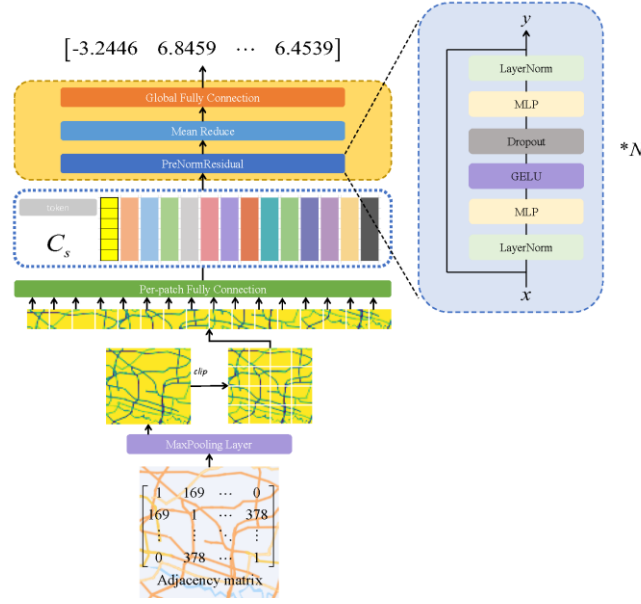 [-3.2446 6.8459 ⋯ 6.4539]
Global Fully Connection
Mean Reduce
PreNormResidual
token
C_s
Per-patch Fully Connection
clip
MaxPooling Layer
1 169 ⋯ 0
169 1 ⋯ 378
⋮ ⋮ ⋱ ⋮
0 378 ⋯ 1
Adjacency matrix
y
LayerNorm
MLP
Dropout
GELU
MLP
LayerNorm
x
*N